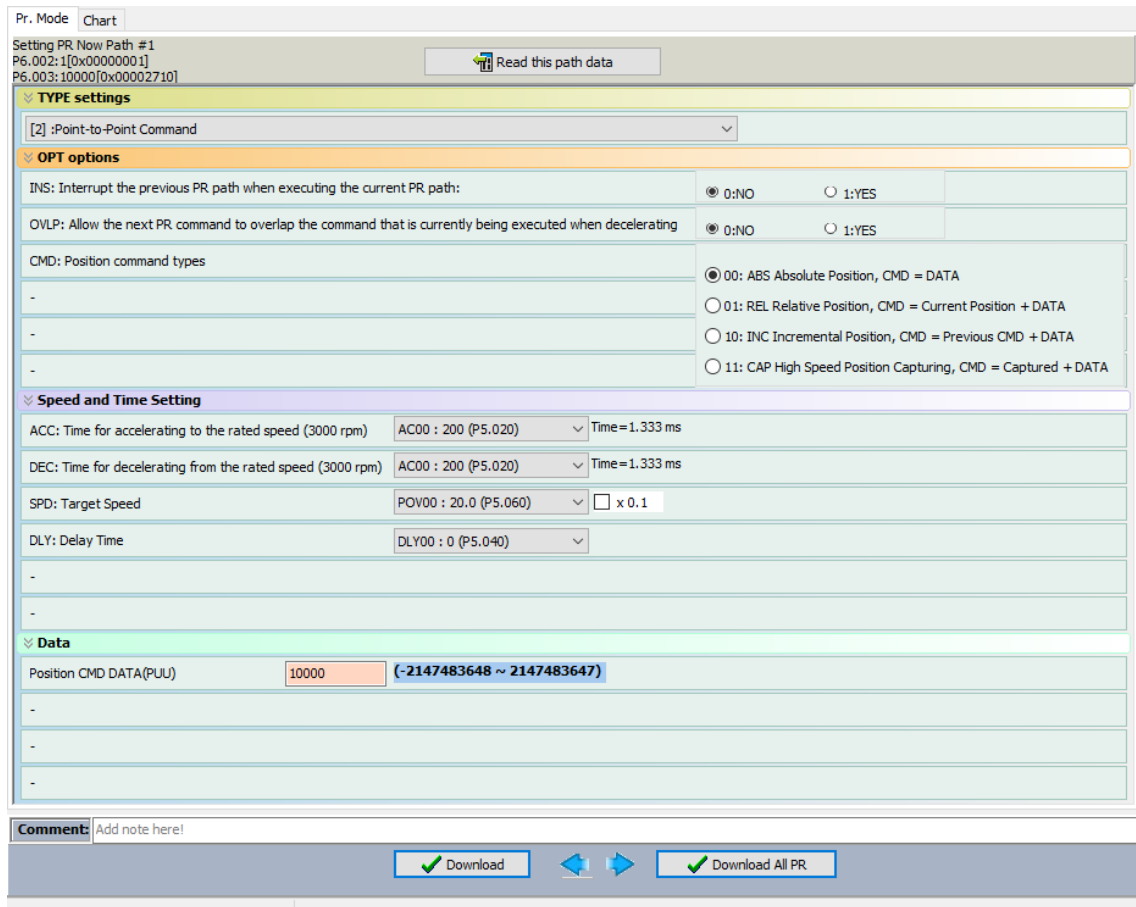 Pr. Mode Chart
Setting PR Now Path #1
P6.002:1[0x00000001]
P6.003:10000[0x00002710]
Read this path data
TYPE settings
[2] :Point-to-Point Command
OPT options
INS: Interrupt the previous PR path when executing the current PR path: 0:NO 1:YES
OVLP: Allow the next PR command to overlap the command that is currently being executed when decelerating 0:NO 1:YES
CMD: Position command types
00: ABS Absolute Position, CMD = DATA
-
01: REL Relative Position, CMD = Current Position + DATA
-
10: INC Incremental Position, CMD = Previous CMD + DATA
-
11: CAP High Speed Position Capturing, CMD = Captured + DATA
Speed and Time Setting
ACC: Time for accelerating to the rated speed (3000 rpm) AC00 : 200 (P5.020) Time=1.333 ms
DEC: Time for decelerating from the rated speed (3000 rpm) AC00 : 200 (P5.020) Time=1.333 ms
SPD: Target Speed POV00 : 20.0 (P5.060) x 0.1
DLY: Delay Time DLY00 : 0 (P5.040)
-
-
Data
Position CMD DATA(PUU) 10000 (-2147483648 ~ 2147483647)
-
-
-
Comment: Add note here!
Download Download All PR